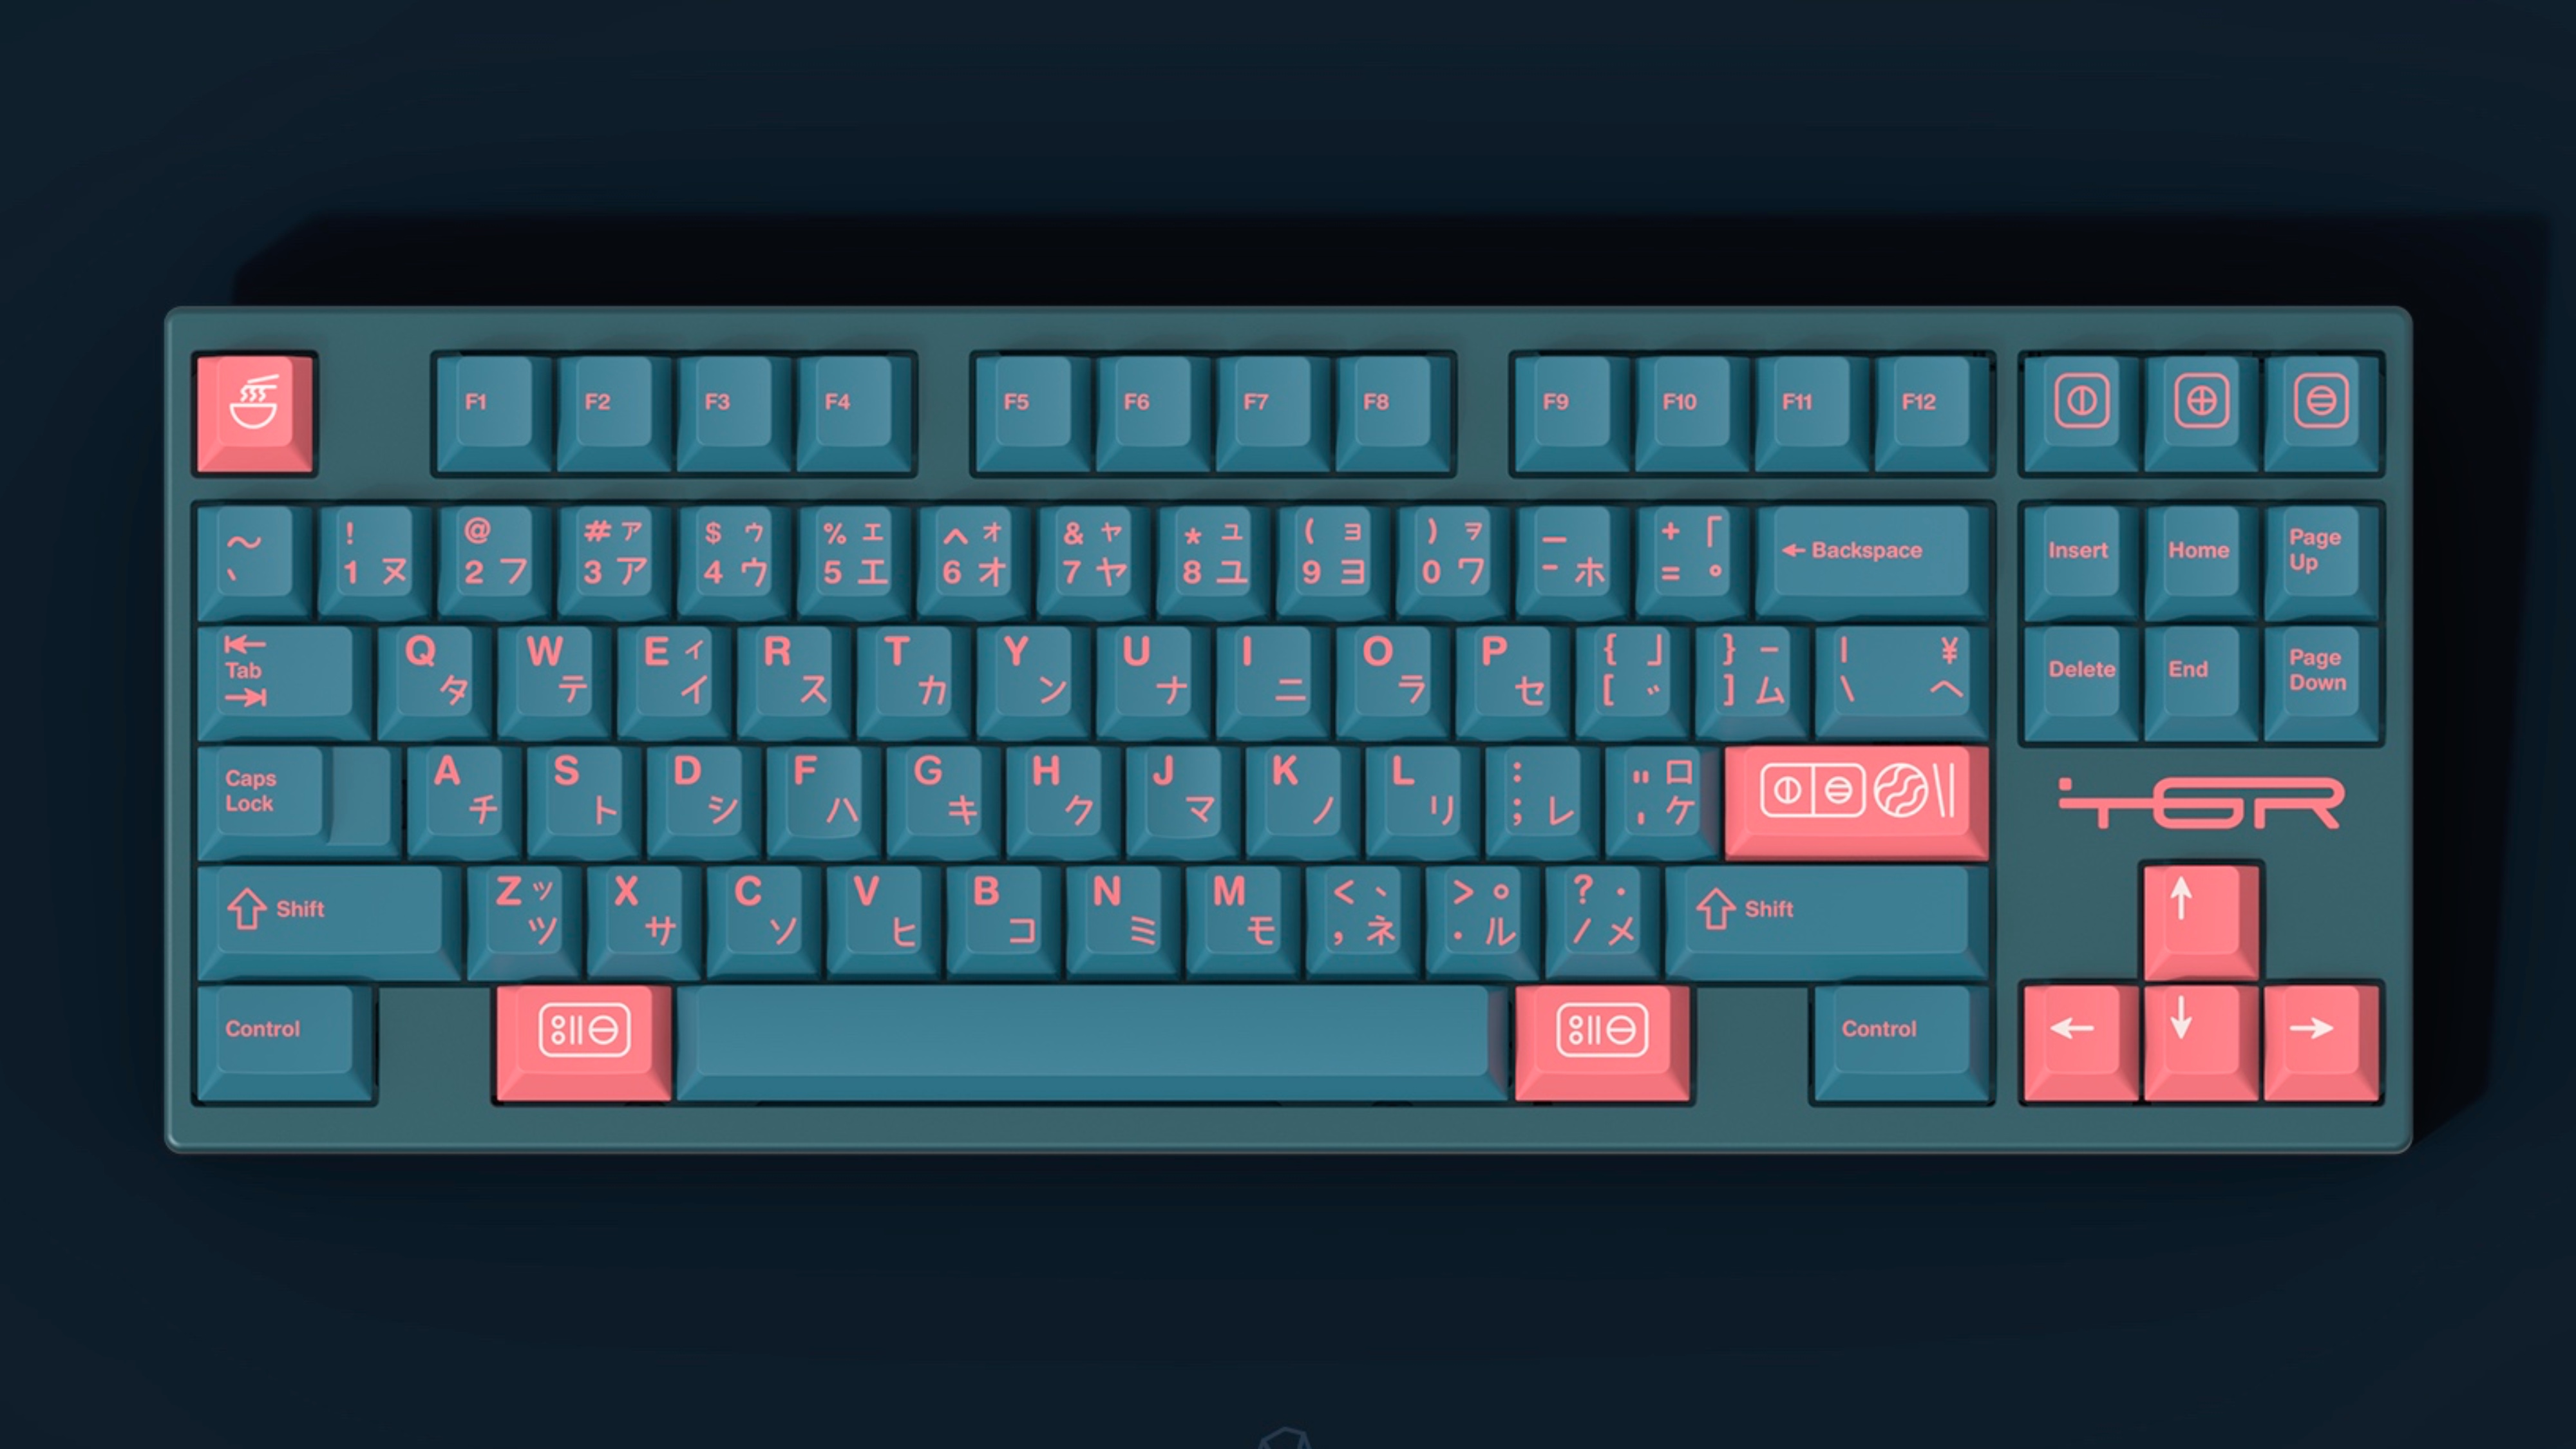 F1 F2 F3 F4 F5 F6 F7 F8 F9 F10 F11 F12
~ ! @ # ァ $ ゥ % ェ ^ ォ & ャ * ュ ( ョ ) ヲ _ + 「 ← Backspace Insert Home Page Up
` 1 ヌ 2 フ 3 ア 4 ウ 5 エ 6 オ 7 ヤ 8 ユ 9 ヨ 0 ワ - ホ = ゜
Tab Q W E ィ R T Y U I O P { 」 } ー | ¥ Delete End Page Down
タ テ イ ス カ ン ナ ニ ラ セ [ ゛ ] ム \ ヘ
Caps Lock A S D F G H J K L : " ロ
チ ト シ ハ キ ク マ ノ リ ; レ ' ケ
TGR
Shift Z ッ X C V B N M < 、 > 。 ? ・ Shift ↑
ツ サ ソ ヒ コ ミ モ , ネ . ル / メ
Control Control ← ↓ →